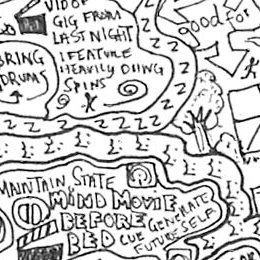 VIDOF
GIG FROM
LAST NIGHT
good for
BRING
DRUMS
I FEATURE
HEAVILY DOING
SPINS
Z Z Z Z Z Z Z Z Z
MAINTAIN STATE
MIND MOVIE
BEFORE
BED
CUE GENERATE
FUTURE SELF